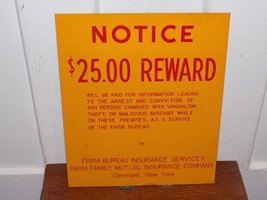 NOTICE
$25.00 REWARD
WILL BE PAID FOR INFORMATION LEADING
TO THE ARREST AND CONVICTION OF
ANY PERSON CHARGED WITH VANDALISM,
THEFT, OR MALICIOUS MISCHIEF WHILE
ON THESE PREMISES, AS A SERVICE
OF THE FARM BUREAU.
by
FARM BUREAU INSURANCE SERVICES
FARM FAMILY MUTUAL INSURANCE COMPANY
Glenmont, New York